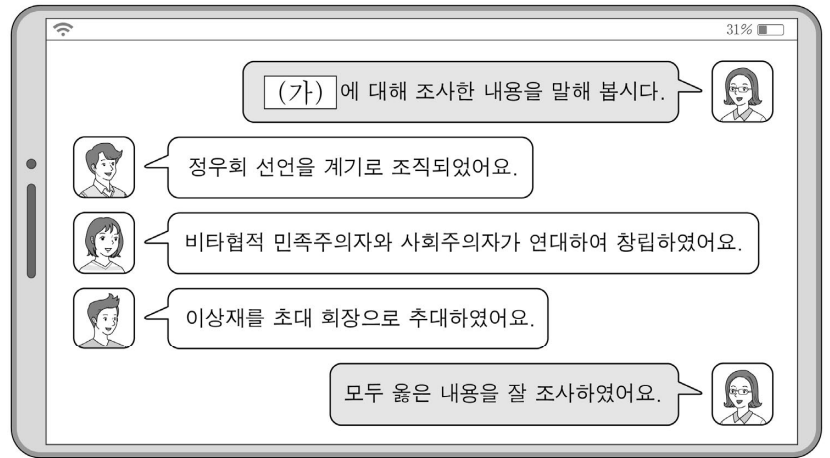 31%
(가) 에 대해 조사한 내용을 말해 봅시다.
정우회 선언을 계기로 조직되었어요.
비타협적 민족주의자와 사회주의자가 연대하여 창립하였어요.
이상재를 초대 회장으로 추대하였어요.
모두 옳은 내용을 잘 조사하였어요.